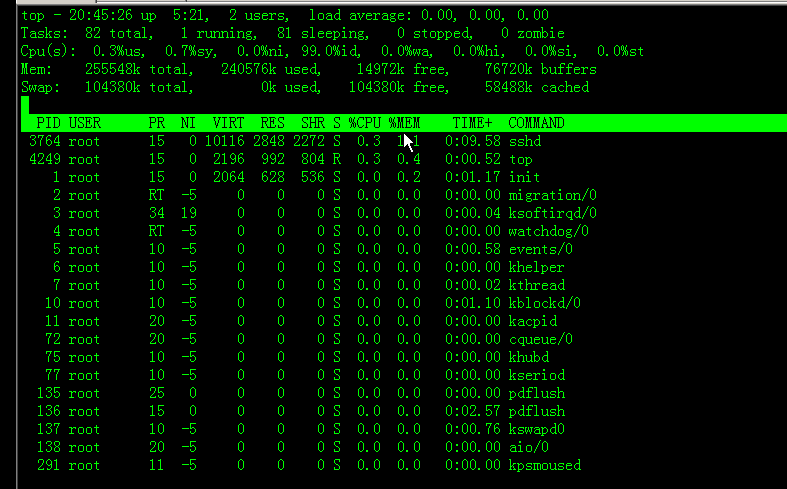 top - 20:45:26 up  5:21,  2 users,  load average: 0.00, 0.00, 0.00
Tasks:  82 total,   1 running,  81 sleeping,   0 stopped,   0 zombie
Cpu(s):  0.3%us,  0.7%sy,  0.0%ni, 99.0%id,  0.0%wa,  0.0%hi,  0.0%si,  0.0%st
Mem:    255548k total,   240576k used,    14972k free,    76720k buffers
Swap:   104380k total,        0k used,   104380k free,    58488k cached
PID USER      PR  NI  VIRT  RES  SHR S %CPU %MEM    TIME+  COMMAND
3764 root      15   0 10116 2848 2272 S  0.3  1.1   0:09.58 sshd
4249 root      15   0  2196  992  804 R  0.3  0.4   0:00.52 top
1 root      15   0  2064  628  536 S  0.0  0.2   0:01.17 init
2 root      RT  -5     0    0    0 S  0.0  0.0   0:00.00 migration/0
3 root      34  19     0    0    0 S  0.0  0.0   0:00.04 ksoftirqd/0
4 root      RT  -5     0    0    0 S  0.0  0.0   0:00.00 watchdog/0
5 root      10  -5     0    0    0 S  0.0  0.0   0:00.58 events/0
6 root      10  -5     0    0    0 S  0.0  0.0   0:00.00 khelper
7 root      10  -5     0    0    0 S  0.0  0.0   0:00.02 kthread
10 root      10  -5     0    0    0 S  0.0  0.0   0:01.10 kblockd/0
11 root      20  -5     0    0    0 S  0.0  0.0   0:00.00 kacpid
72 root      20  -5     0    0    0 S  0.0  0.0   0:00.00 cqueue/0
75 root      10  -5     0    0    0 S  0.0  0.0   0:00.00 khubd
77 root      10  -5     0    0    0 S  0.0  0.0   0:00.00 kseriod
135 root      25   0     0    0    0 S  0.0  0.0   0:00.00 pdflush
136 root      15   0     0    0    0 S  0.0  0.0   0:02.57 pdflush
137 root      10  -5     0    0    0 S  0.0  0.0   0:00.76 kswapd0
138 root      20  -5     0    0    0 S  0.0  0.0   0:00.00 aio/0
291 root      11  -5     0    0    0 S  0.0  0.0   0:00.00 kpsmoused